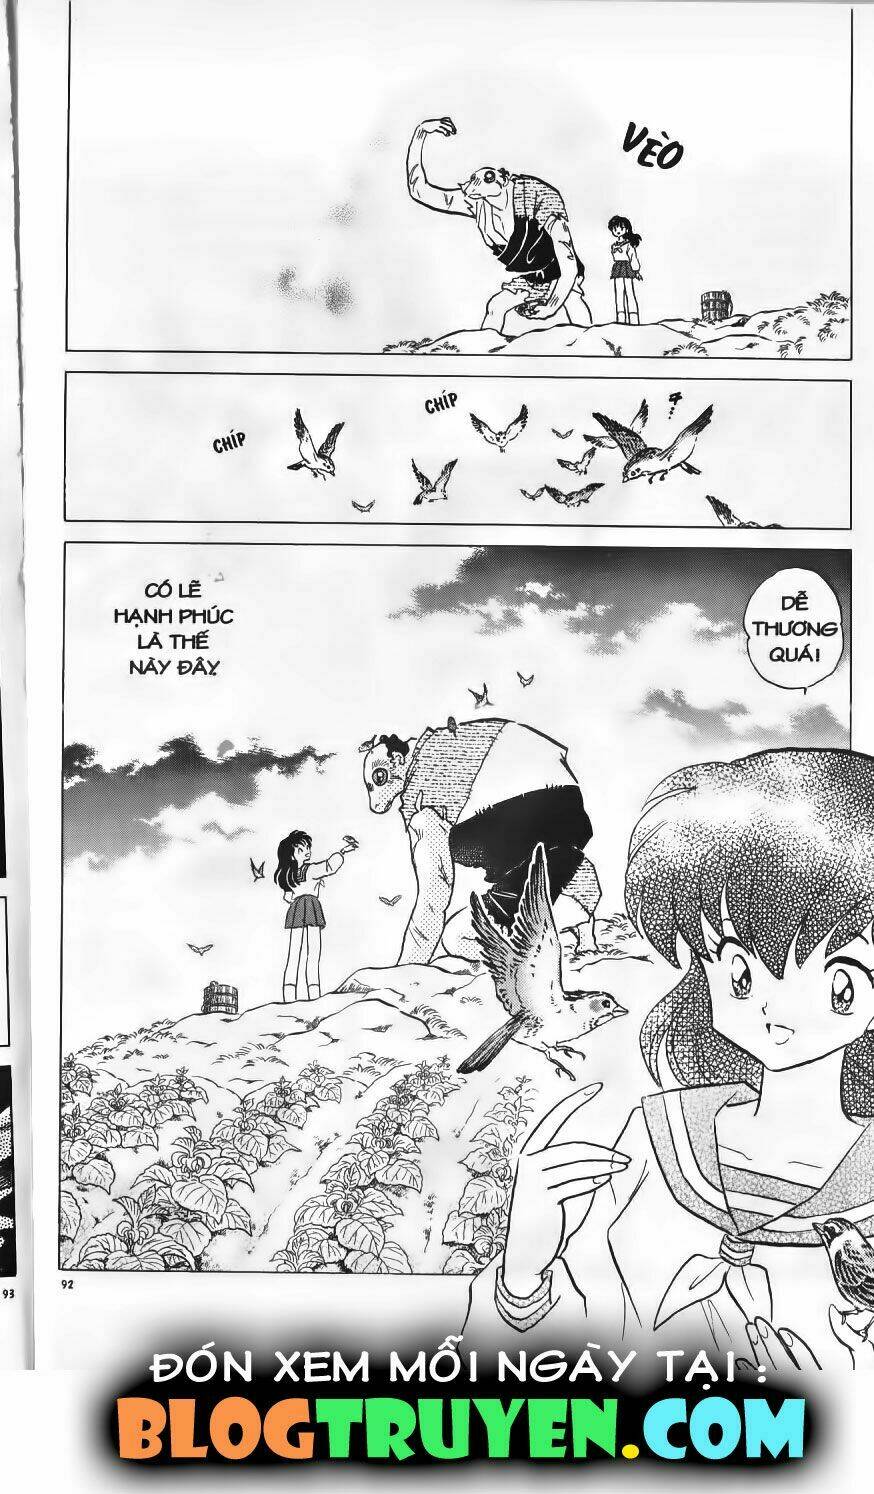 VÈO
CHÍP
CHÍP
CÓ LẼ
HẠNH PHÚC
LÀ THẾ
NÀY ĐÂY.
DỄ
THƯƠNG
QUÁ!
92
93
ĐÓN XEM MỖI NGÀY TẠI :
BLOGTRUYEN.COM